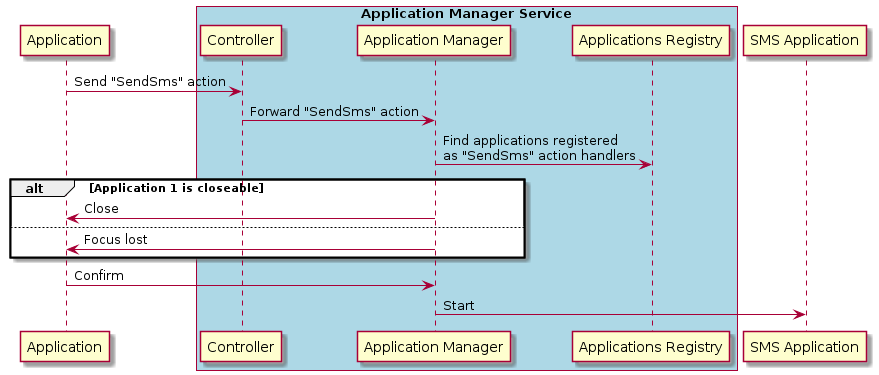 Application Manager Service
Application
Controller
Application Manager
Applications Registry
SMS Application
Send "SendSms" action
Forward "SendSms" action
Find applications registered
as "SendSms" action handlers
alt
[Application 1 is closeable]
Close
Focus lost
Confirm
Start
Application
Controller
Application Manager
Applications Registry
SMS Application